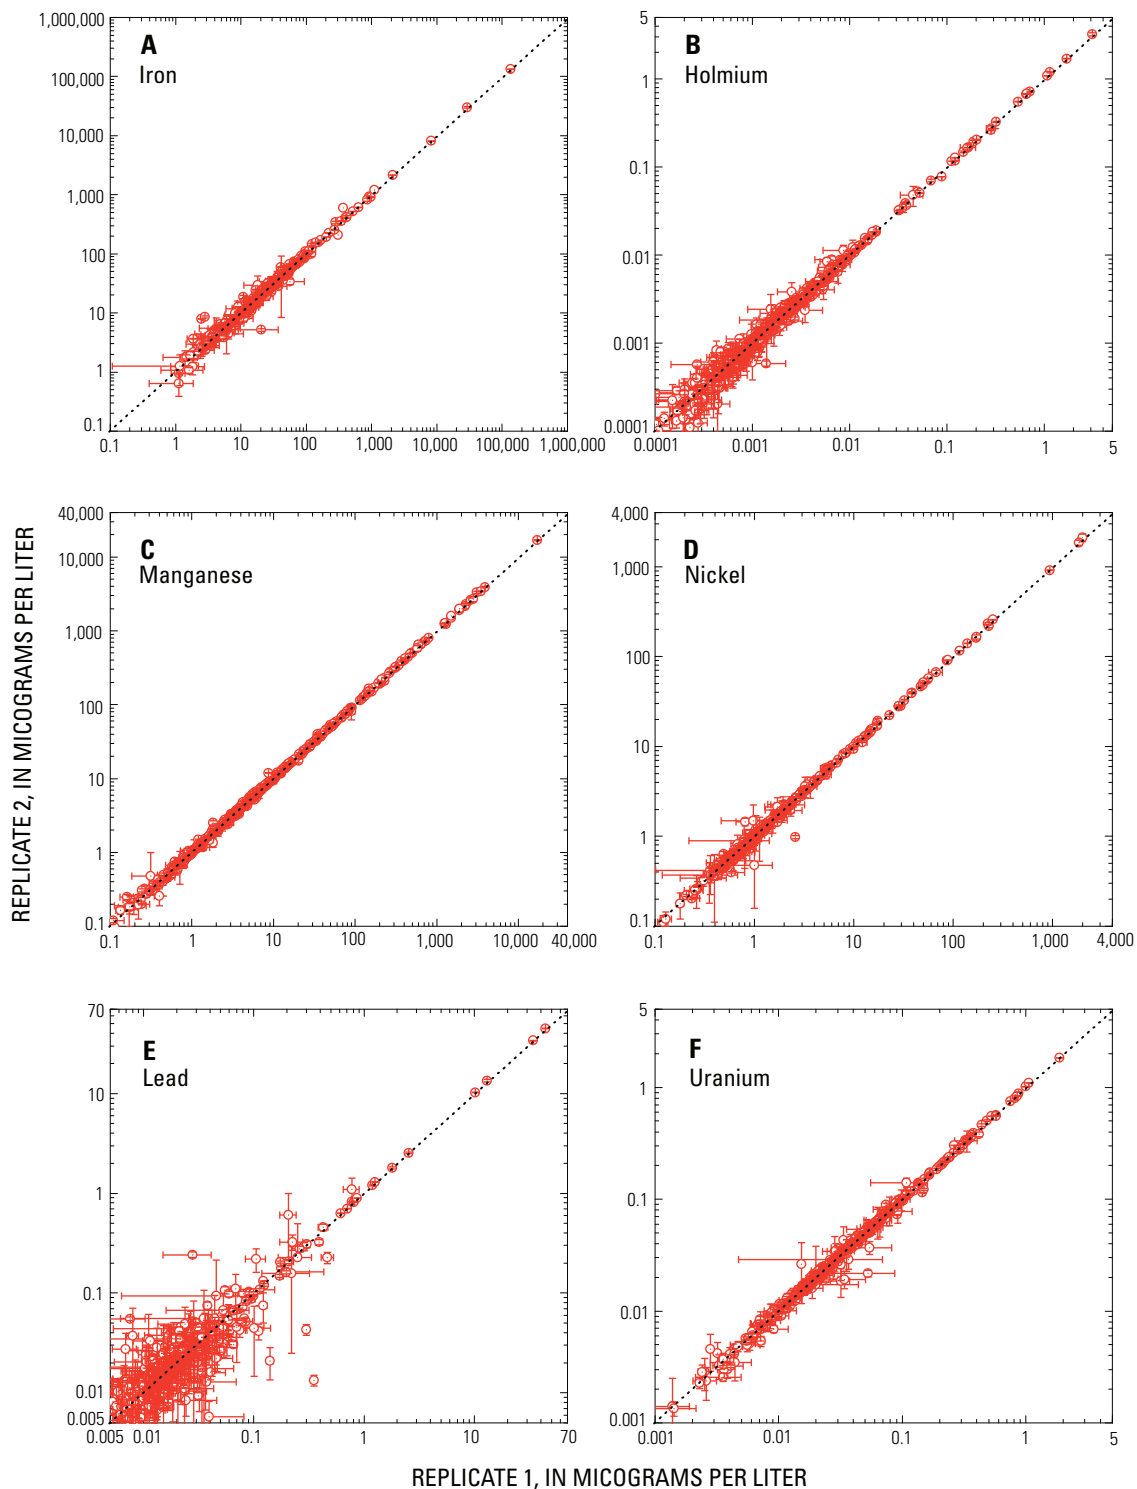 A
Iron
1,000,000
100,000
10,000
1,000
100
10
1
0.1
0.1 1 10 100 1,000 10,000 100,000 1,000,000
B
Holmium
5
1
0.1
0.01
0.001
0.0001
0.0001 0.001 0.01 0.1 1 5
REPLICATE 2, IN MICOGRAMS PER LITER
C
Manganese
40,000
10,000
1,000
100
10
1
0.1
0.1 1 10 100 1,000 10,000 40,000
D
Nickel
4,000
1,000
100
10
1
0.1
0.1 1 10 100 1,000 4,000
E
Lead
70
10
1
0.1
0.01
0.005
0.005 0.01 0.1 1 10 70
F
Uranium
5
1
0.1
0.01
0.001
0.001 0.01 0.1 1 5
REPLICATE 1, IN MICOGRAMS PER LITER